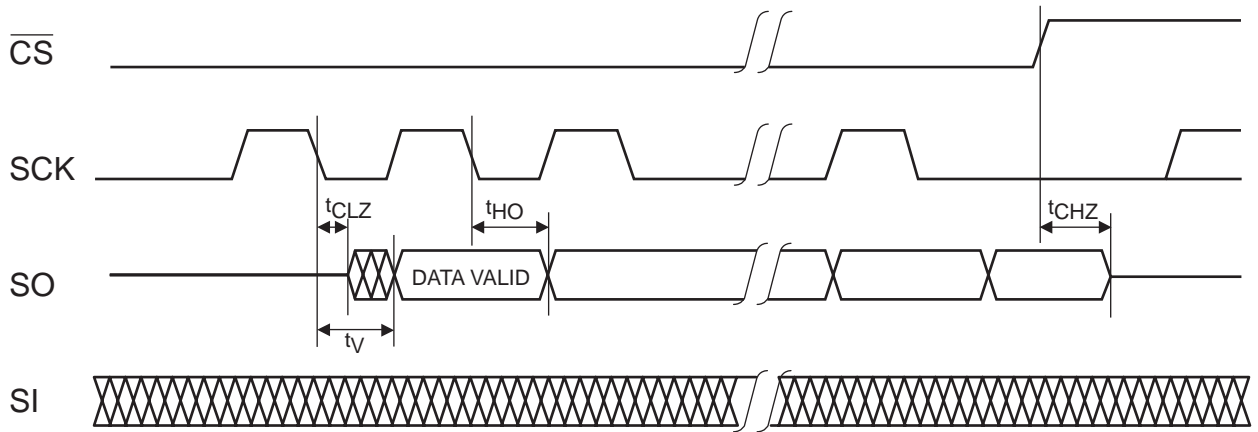 CS
SCK
tCLZ
tHO
tCHZ
SO
DATA VALID
tV
SI